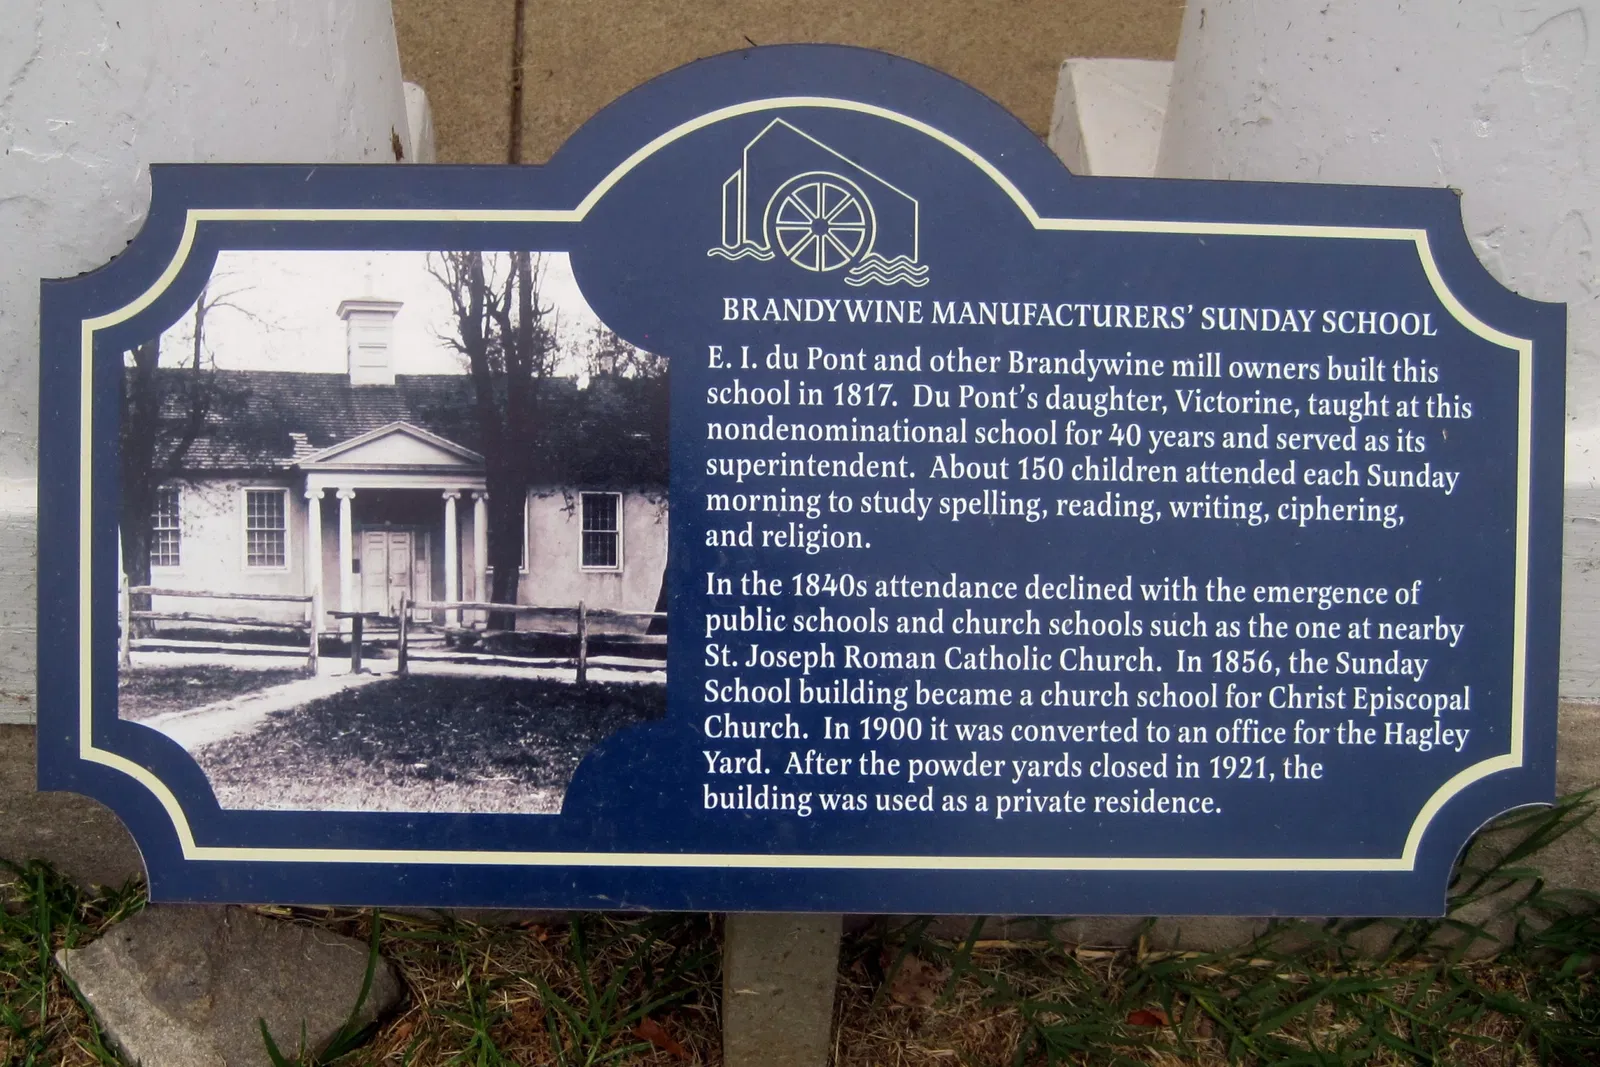 BRANDYWINE MANUFACTURERS' SUNDAY SCHOOL
E. I. du Pont and other Brandywine mill owners built this
school in 1817. Du Pont's daughter, Victorine, taught at this
nondenominational school for 40 years and served as its
superintendent. About 150 children attended each Sunday
morning to study spelling, reading, writing, ciphering,
and religion.
In the 1840s attendance declined with the emergence of
public schools and church schools such as the one at nearby
St. Joseph Roman Catholic Church. In 1856, the Sunday
School building became a church school for Christ Episcopal
Church. In 1900 it was converted to an office for the Hagley
Yard. After the powder yards closed in 1921, the
building was used as a private residence.